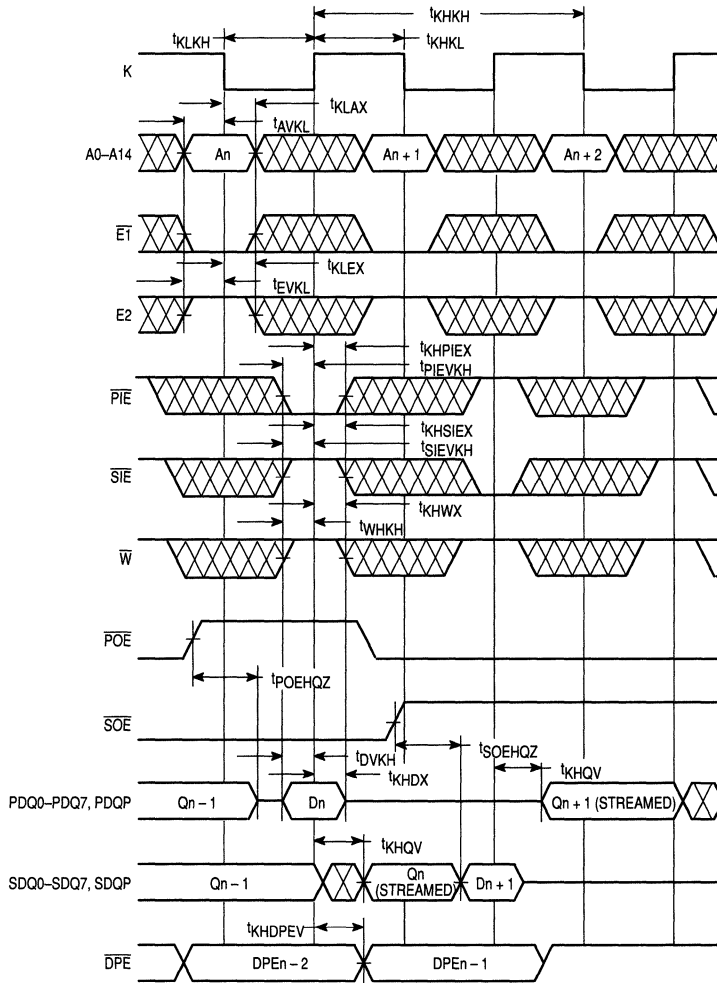 tKHKH
tKLKH
tKHKL
K
tKLAX
tAVKL
A0–A14
An
An + 1
An + 2
E1
tKLEX
tEVKL
E2
tKHPIEX
tPIEVKH
PIE
tKHSIEX
tSIEVKH
SIE
tKHWX
tWHKH
W
POE
tPOEHQZ
SOE
tSOEHQZ
tDVKH
tKHDX
tKHQV
PDQ0–PDQ7, PDQP
Qn – 1
Dn
Qn + 1 (STREAMED)
tKHQV
SDQ0–SDQ7, SDQP
Qn – 1
Qn
(STREAMED)
Dn + 1
tKHDPEV
DPE
DPEn – 2
DPEn – 1